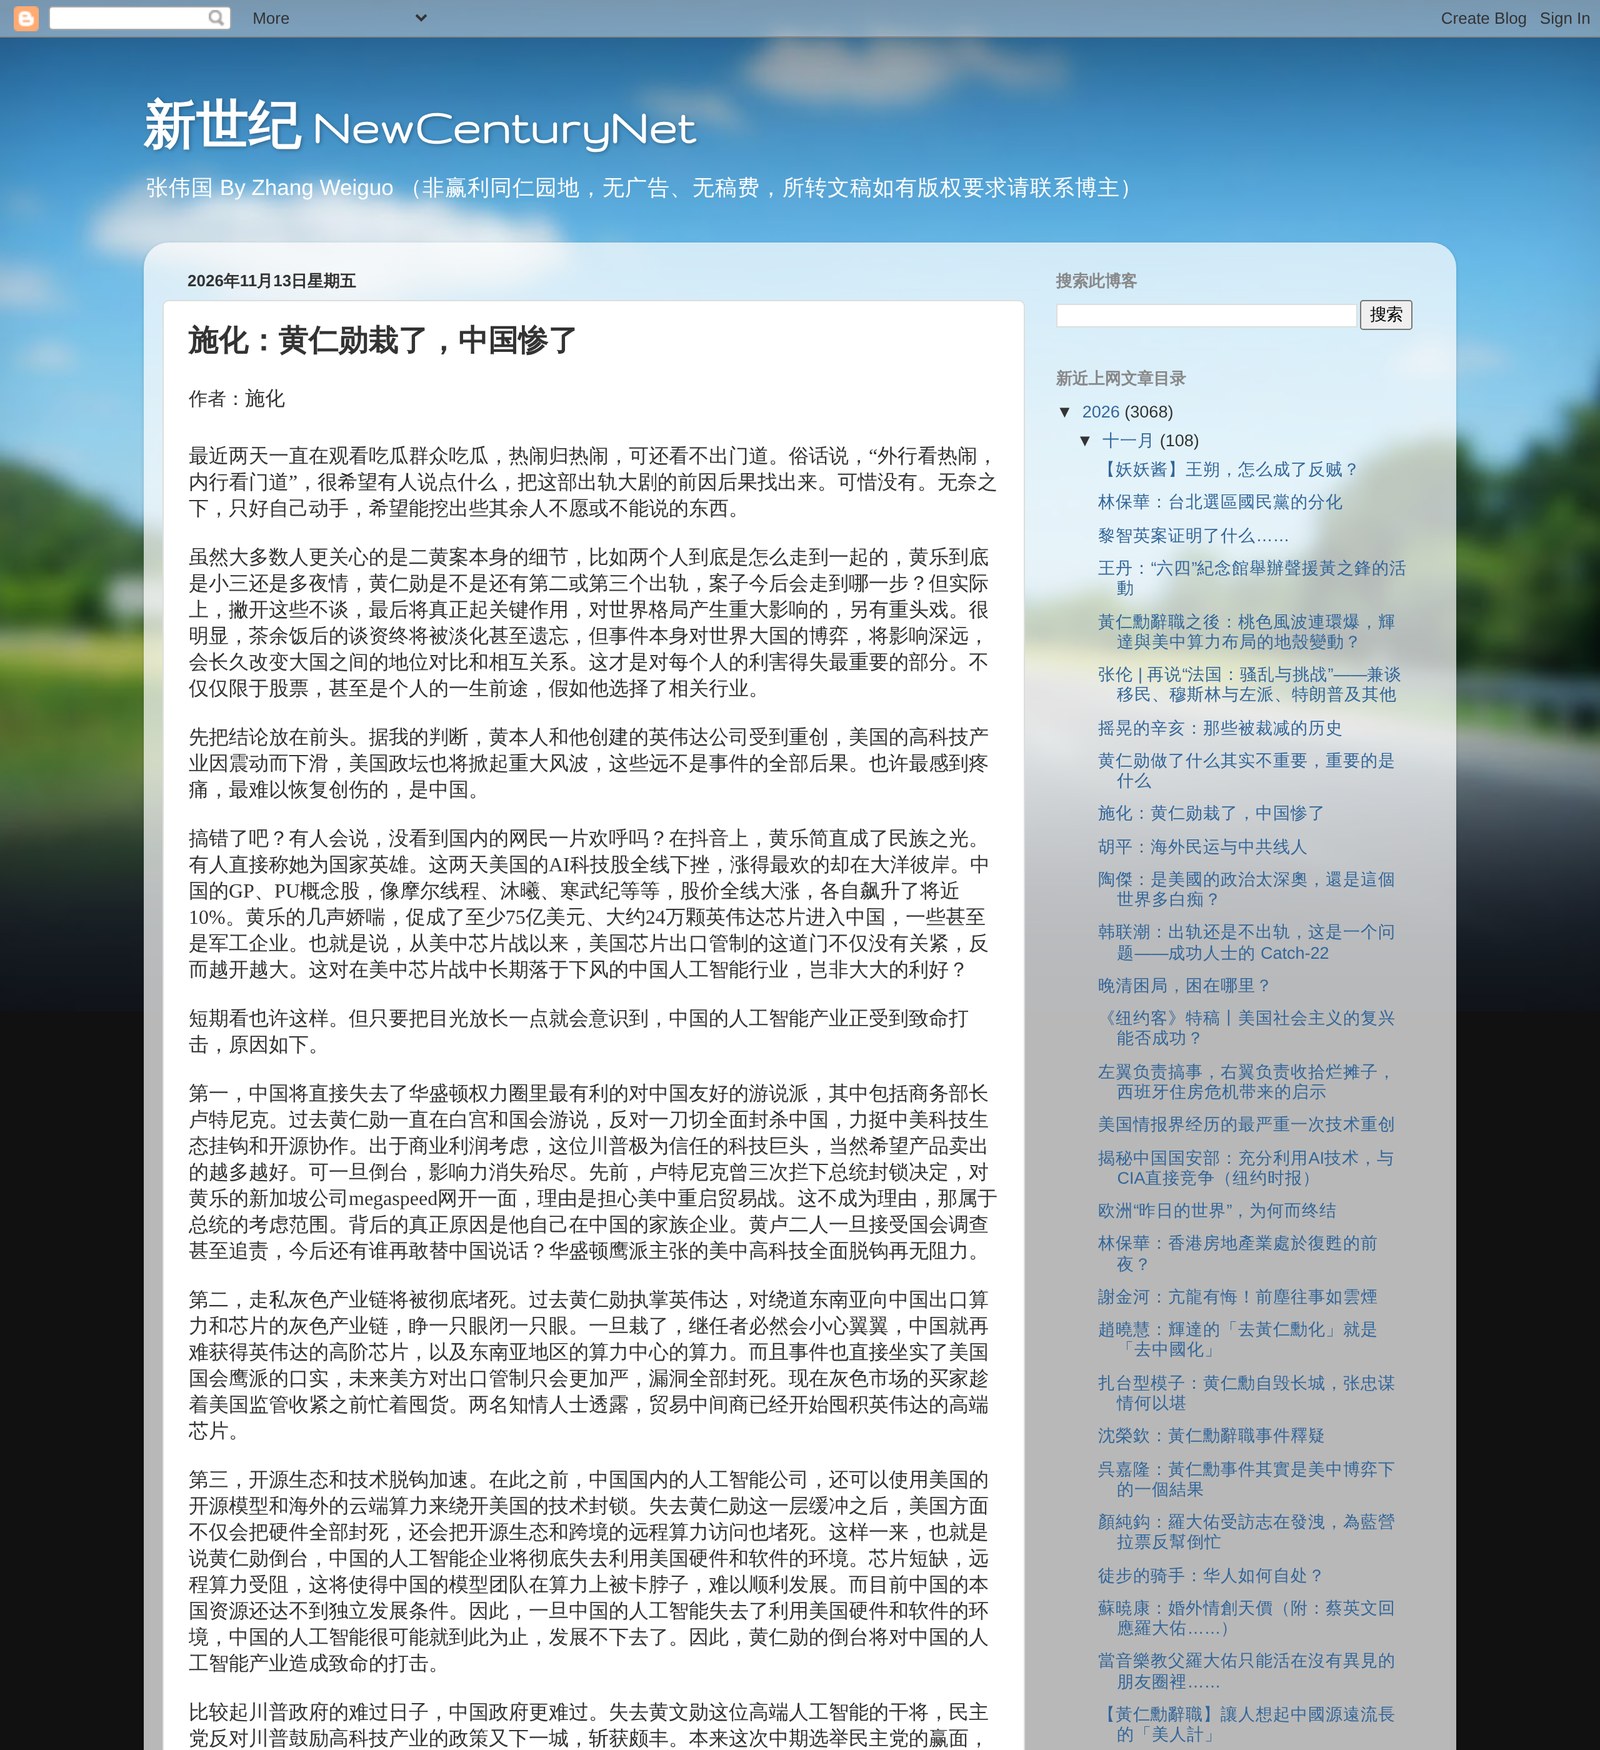 More
Create Blog
Sign In
新世纪 NewCenturyNet
张伟国 By Zhang Weiguo （非赢利同仁园地，无广告、无稿费，所转文稿如有版权要求请联系博主）
2026年11月13日星期五
施化：黄仁勋栽了，中国惨了
作者：施化
最近两天一直在观看吃瓜群众吃瓜，热闹归热闹，可还看不出门道。俗话说，“外行看热闹，
内行看门道”，很希望有人说点什么，把这部出轨大剧的前因后果找出来。可惜没有。无奈之
下，只好自己动手，希望能挖出些其余人不愿或不能说的东西。
虽然大多数人更关心的是二黄案本身的细节，比如两个人到底是怎么走到一起的，黄乐到底
是小三还是多夜情，黄仁勋是不是还有第二或第三个出轨，案子今后会走到哪一步？但实际
上，撇开这些不谈，最后将真正起关键作用，对世界格局产生重大影响的，另有重头戏。很
明显，茶余饭后的谈资终将被淡化甚至遗忘，但事件本身对世界大国的博弈，将影响深远，
会长久改变大国之间的地位对比和相互关系。这才是对每个人的利害得失最重要的部分。不
仅仅限于股票，甚至是个人的一生前途，假如他选择了相关行业。
先把结论放在前头。据我的判断，黄本人和他创建的英伟达公司受到重创，美国的高科技产
业因震动而下滑，美国政坛也将掀起重大风波，这些远不是事件的全部后果。也许最感到疼
痛，最难以恢复创伤的，是中国。
搞错了吧？有人会说，没看到国内的网民一片欢呼吗？在抖音上，黄乐简直成了民族之光。
有人直接称她为国家英雄。这两天美国的AI科技股全线下挫，涨得最欢的却在大洋彼岸。中
国的GP、PU概念股，像摩尔线程、沐曦、寒武纪等等，股价全线大涨，各自飙升了将近
10%。黄乐的几声娇喘，促成了至少75亿美元、大约24万颗英伟达芯片进入中国，一些甚至
是军工企业。也就是说，从美中芯片战以来，美国芯片出口管制的这道门不仅没有关紧，反
而越开越大。这对在美中芯片战中长期落于下风的中国人工智能行业，岂非大大的利好？
短期看也许这样。但只要把目光放长一点就会意识到，中国的人工智能产业正受到致命打
击，原因如下。
第一，中国将直接失去了华盛顿权力圈里最有利的对中国友好的游说派，其中包括商务部长
卢特尼克。过去黄仁勋一直在白宫和国会游说，反对一刀切全面封杀中国，力挺中美科技生
态挂钩和开源协作。出于商业利润考虑，这位川普极为信任的科技巨头，当然希望产品卖出
的越多越好。可一旦倒台，影响力消失殆尽。先前，卢特尼克曾三次拦下总统封锁决定，对
黄乐的新加坡公司megaspeed网开一面，理由是担心美中重启贸易战。这不成为理由，那属于
总统的考虑范围。背后的真正原因是他自己在中国的家族企业。黄卢二人一旦接受国会调查
甚至追责，今后还有谁再敢替中国说话？华盛顿鹰派主张的美中高科技全面脱钩再无阻力。
第二，走私灰色产业链将被彻底堵死。过去黄仁勋执掌英伟达，对绕道东南亚向中国出口算
力和芯片的灰色产业链，睁一只眼闭一只眼。一旦栽了，继任者必然会小心翼翼，中国就再
难获得英伟达的高阶芯片，以及东南亚地区的算力中心的算力。而且事件也直接坐实了美国
国会鹰派的口实，未来美方对出口管制只会更加严，漏洞全部封死。现在灰色市场的买家趁
着美国监管收紧之前忙着囤货。两名知情人士透露，贸易中间商已经开始囤积英伟达的高端
芯片。
第三，开源生态和技术脱钩加速。在此之前，中国国内的人工智能公司，还可以使用美国的
开源模型和海外的云端算力来绕开美国的技术封锁。失去黄仁勋这一层缓冲之后，美国方面
不仅会把硬件全部封死，还会把开源生态和跨境的远程算力访问也堵死。这样一来，也就是
说黄仁勋倒台，中国的人工智能企业将彻底失去利用美国硬件和软件的环境。芯片短缺，远
程算力受阻，这将使得中国的模型团队在算力上被卡脖子，难以顺利发展。而目前中国的本
国资源还达不到独立发展条件。因此，一旦中国的人工智能失去了利用美国硬件和软件的环
境，中国的人工智能很可能就到此为止，发展不下去了。因此，黄仁勋的倒台将对中国的人
工智能产业造成致命的打击。
比较起川普政府的难过日子，中国政府更难过。失去黄文勋这位高端人工智能的干将，民主
党反对川普鼓励高科技产业的政策又下一城，斩获颇丰。本来这次中期选举民主党的赢面，
搜索此博客
搜索
新近上网文章目录
▼ 2026 (3068)
▼ 十一月 (108)
【妖妖酱】王朔，怎么成了反贼？
林保華：台北選區國民黨的分化
黎智英案证明了什么……
王丹：“六四”紀念館舉辦聲援黃之鋒的活
動
黃仁勳辭職之後：桃色風波連環爆，輝
達與美中算力布局的地殼變動？
张伦 | 再说“法国：骚乱与挑战”——兼谈
移民、穆斯林与左派、特朗普及其他
摇晃的辛亥：那些被裁减的历史
黄仁勋做了什么其实不重要，重要的是
什么
施化：黄仁勋栽了，中国惨了
胡平：海外民运与中共线人
陶傑：是美國的政治太深奧，還是這個
世界多白痴？
韩联潮：出轨还是不出轨，这是一个问
题——成功人士的 Catch-22
晚清困局，困在哪里？
《纽约客》特稿丨美国社会主义的复兴
能否成功？
左翼负责搞事，右翼负责收拾烂摊子，
西班牙住房危机带来的启示
美国情报界经历的最严重一次技术重创
揭秘中国国安部：充分利用AI技术，与
CIA直接竞争（纽约时报）
欧洲“昨日的世界”，为何而终结
林保華：香港房地產業處於復甦的前
夜？
謝金河：亢龍有悔！前塵往事如雲煙
趙曉慧：輝達的「去黃仁勳化」就是
「去中國化」
扎台型模子：黄仁勳自毁长城，张忠谋
情何以堪
沈榮欽：黃仁勳辭職事件釋疑
呉嘉隆：黃仁勳事件其實是美中博弈下
的一個結果
顏純鈎：羅大佑受訪志在發洩，為藍營
拉票反幫倒忙
徒步的骑手：华人如何自处？
蘇曉康：婚外情創天價（附：蔡英文回
應羅大佑……）
當音樂教父羅大佑只能活在沒有異見的
朋友圈裡……
【黃仁勳辭職】讓人想起中國源遠流長
的「美人計」